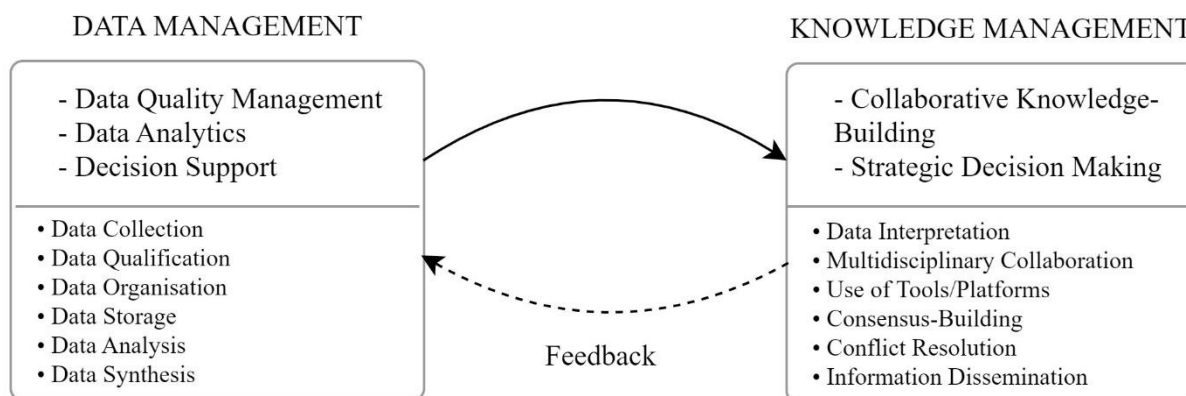 DATA MANAGEMENT
- Data Quality Management
- Data Analytics
- Decision Support
• Data Collection
• Data Qualification
• Data Organisation
• Data Storage
• Data Analysis
• Data Synthesis
Feedback
KNOWLEDGE MANAGEMENT
- Collaborative Knowledge-
Building
- Strategic Decision Making
• Data Interpretation
• Multidisciplinary Collaboration
• Use of Tools/Platforms
• Consensus-Building
• Conflict Resolution
• Information Dissemination